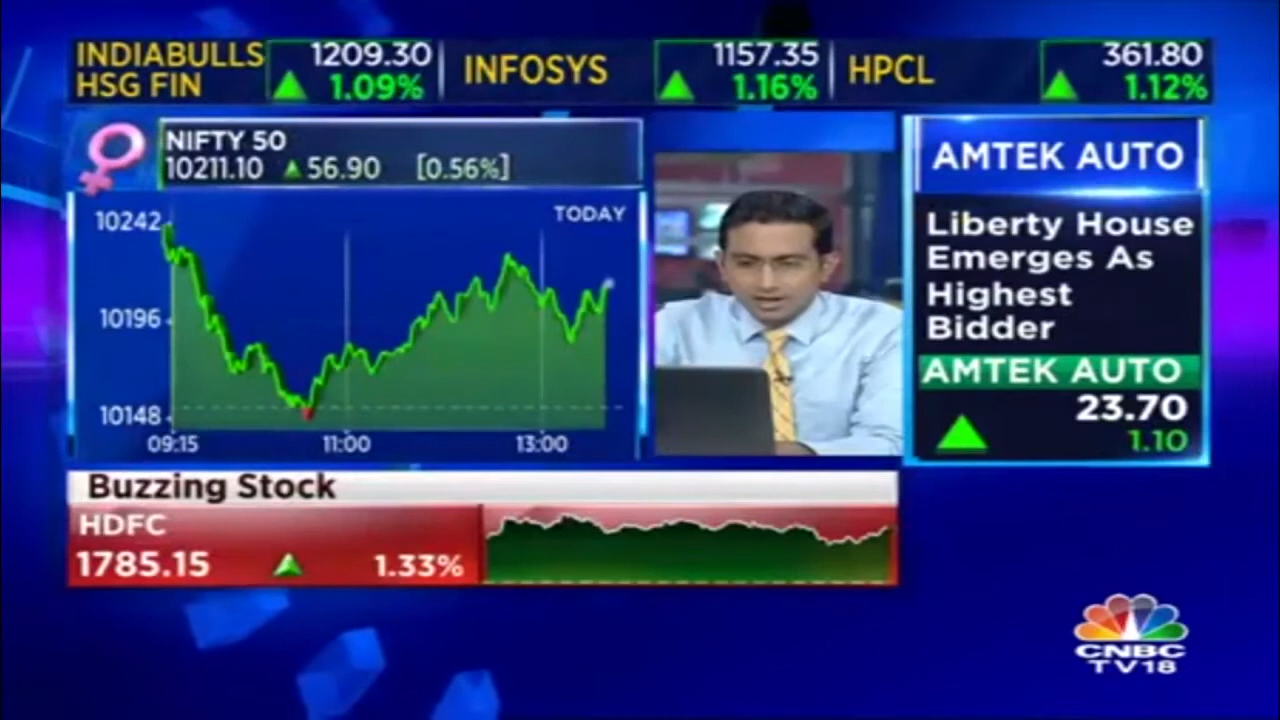 INDIABULLS
HSG FIN
1209.30
1.09%
INFOSYS
1157.35
1.16%
HPCL
361.80
1.12%
NIFTY 50
10211.10 56.90 [0.56%]
TODAY
10242
10196
10148
09:15 11:00 13:00
AMTEK AUTO
Liberty House
Emerges As
Highest
Bidder
AMTEK AUTO
23.70
1.10
Buzzing Stock
HDFC
1785.15 1.33%
CNBC
TV18